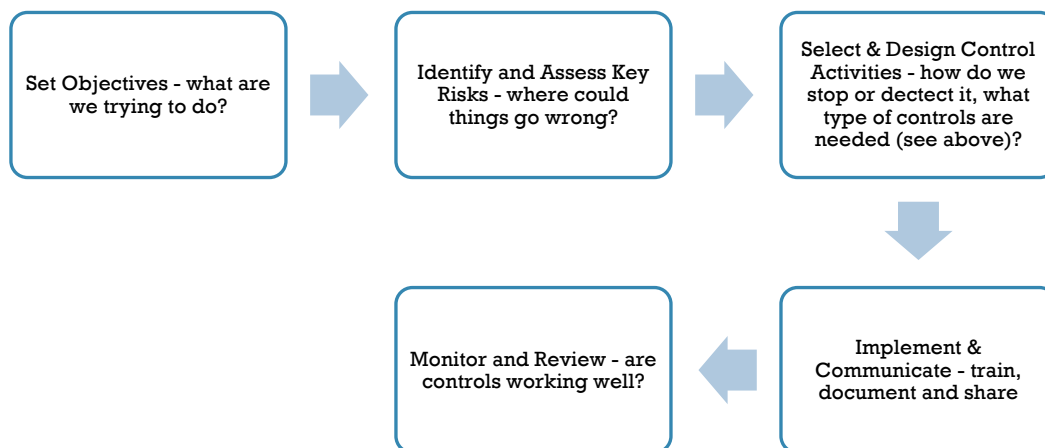 Set Objectives - what are
we trying to do?
Identify and Assess Key
Risks - where could
things go wrong?
Select & Design Control
Activities - how do we
stop or dectect it, what
type of controls are
needed (see above)?
Implement &
Communicate - train,
document and share
Monitor and Review - are
controls working well?